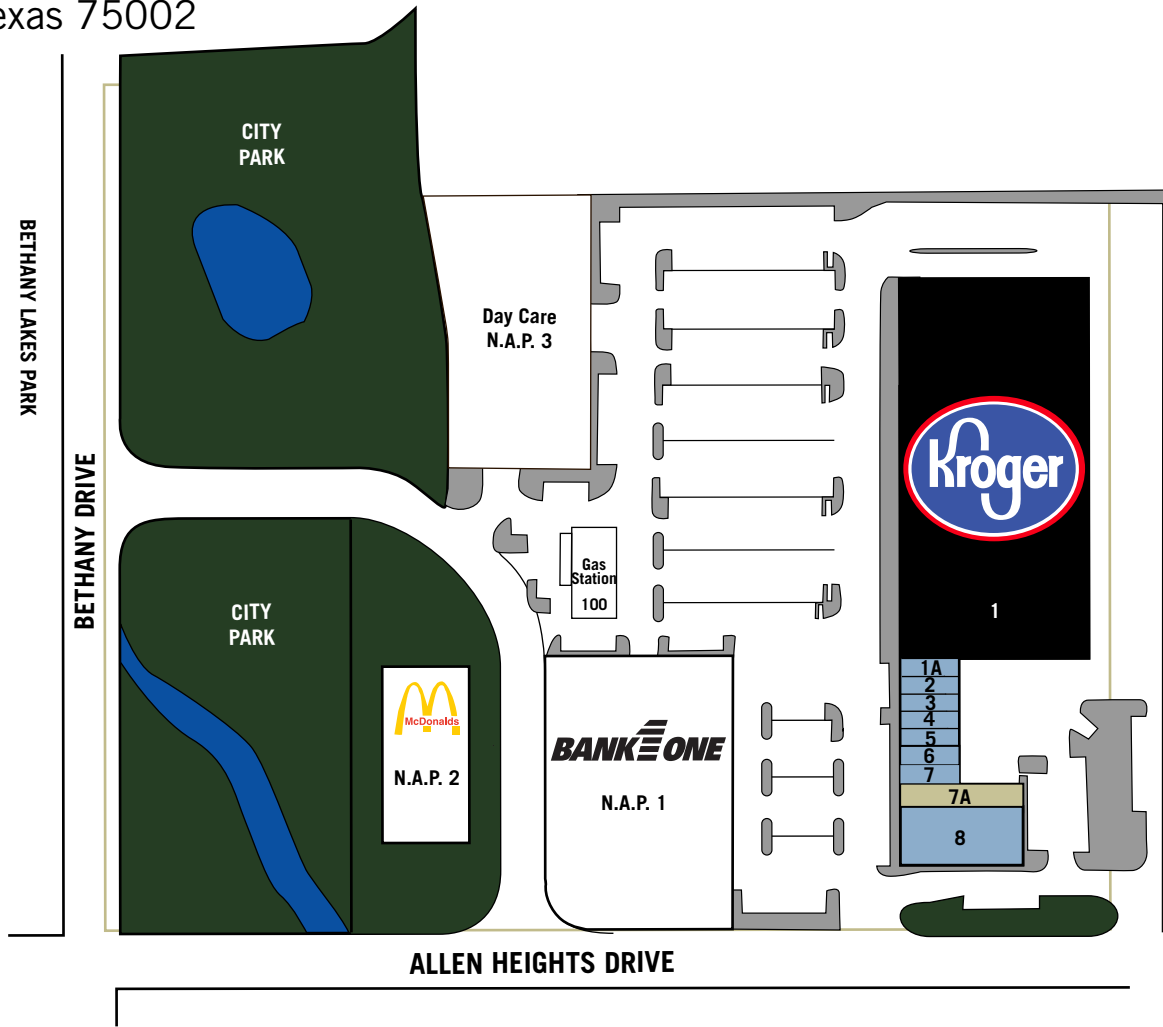 exas 75002
CITY
PARK
BETHANY LAKES PARK
Day Care
N.A.P. 3
Kroger
1
BETHANY DRIVE
Gas
Station
100
CITY
PARK
McDonalds
N.A.P. 2
BANK ONE
N.A.P. 1
1A
2
3
4
5
6
7
7A
8
ALLEN HEIGHTS DRIVE